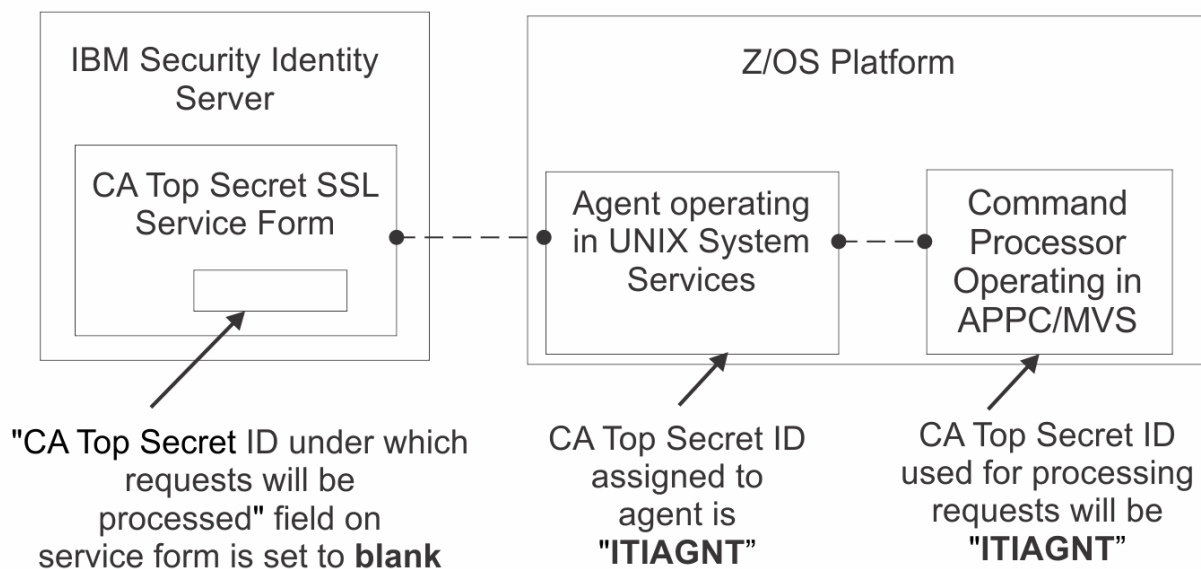 IBM Security Identity
Server
CA Top Secret SSL
Service Form
Z/OS Platform
Agent operating
in UNIX System
Services
Command
Processor
Operating in
APPC/MVS
"CA Top Secret ID under which
requests will be
processed" field on
service form is set to blank
CA Top Secret ID
assigned to
agent is
"ITIAGNT”
CA Top Secret ID
used for processing
requests will be
"ITIAGNT”